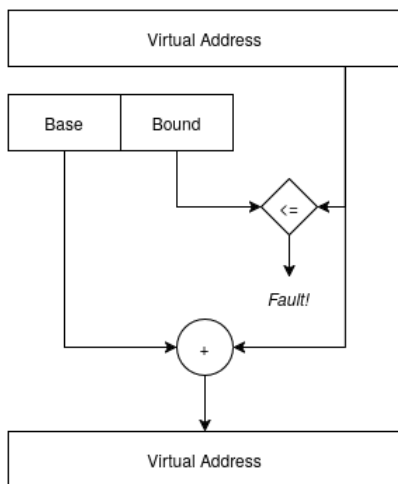 Virtual Address
Base
Bound
<=
Fault!
+
Virtual Address